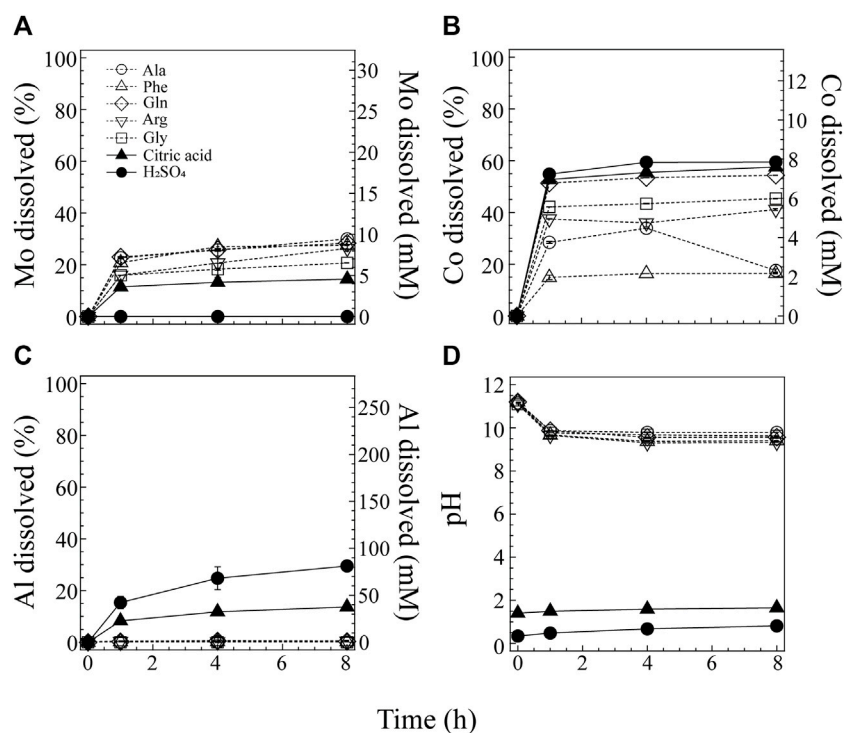 A
B
100
80
60
40
20
0
Mo dissolved (%)
Ala
Phe
Gln
Arg
Gly
Citric acid
H₂SO₄
30
25
20
15
10
5
0
Mo dissolved (mM)
100
80
60
40
20
0
Co dissolved (%)
12
10
8
6
4
2
0
Co dissolved (mM)
C
D
100
80
60
40
20
0
Al dissolved (%)
250
200
150
100
50
0
Al dissolved (mM)
0 2 4 6 8
12
10
8
6
4
2
0
pH
0 2 4 6 8
Time (h)